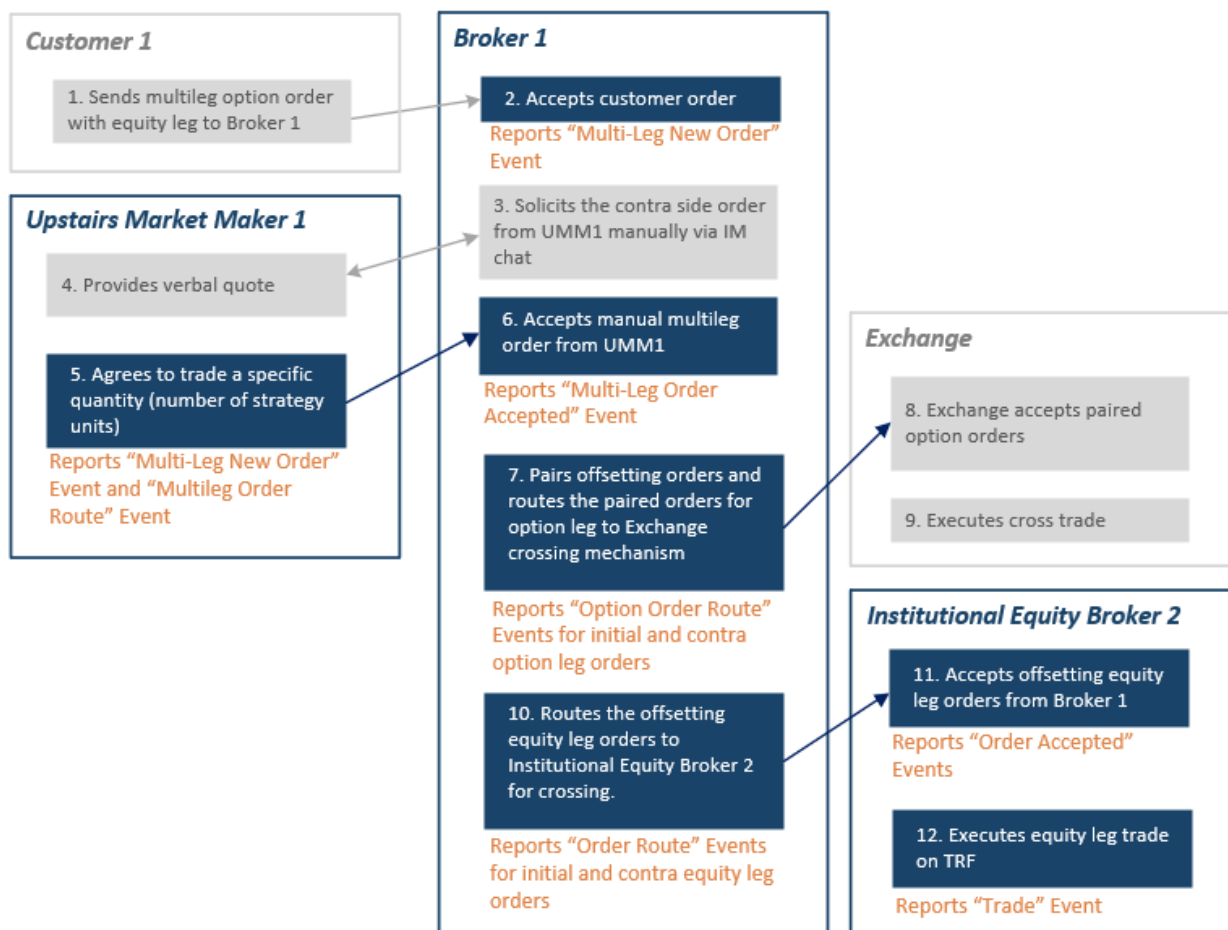 Customer 1
1. Sends multileg option order
with equity leg to Broker 1
Upstairs Market Maker 1
4. Provides verbal quote
5. Agrees to trade a specific
quantity (number of strategy
units)
Reports “Multi-Leg New Order”
Event and “Multileg Order
Route” Event
Broker 1
2. Accepts customer order
Reports “Multi-Leg New Order”
Event
3. Solicits the contra side order
from UMM1 manually via IM
chat
6. Accepts manual multileg
order from UMM1
Reports “Multi-Leg Order
Accepted” Event
7. Pairs offsetting orders and
routes the paired orders for
option leg to Exchange
crossing mechanism
Reports “Option Order Route”
Events for initial and contra
option leg orders
10. Routes the offsetting
equity leg orders to
Institutional Equity Broker 2
for crossing.
Reports “Order Route” Events
for initial and contra equity leg
orders
Exchange
8. Exchange accepts paired
option orders
9. Executes cross trade
Institutional Equity Broker 2
11. Accepts offsetting equity
leg orders from Broker 1
Reports “Order Accepted”
Events
12. Executes equity leg trade
on TRF
Reports “Trade” Event